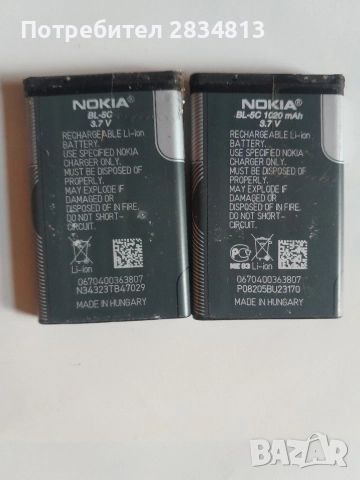 Потребител 2834813
NOKIA®
BL-5C
3.7 V
RECHARGEABLE Li-ion
BATTERY.
USE SPECIFIED NOKIA
CHARGER ONLY.
MUST BE DISPOSED OF
PROPERLY.
MAY EXPLODE IF
DAMAGED OR
DISPOSED OF IN FIRE.
DO NOT SHORT-
CIRCUIT.
Li-ion
0670400363807
N34323TB47029
MADE IN HUNGARY
NOKIA®
BL-5C 1020 mAh
3.7 V
RECHARGEABLE Li-ion
BATTERY.
USE SPECIFIED NOKIA
CHARGER ONLY.
MUST BE DISPOSED OF
PROPERLY.
MAY EXPLODE IF
DAMAGED OR
DISPOSED OF IN FIRE.
DO NOT SHORT-
CIRCUIT.
ME 83
Li-ion
0670400363807
P08205BU23170
MADE IN HUNGARY
BAZAR